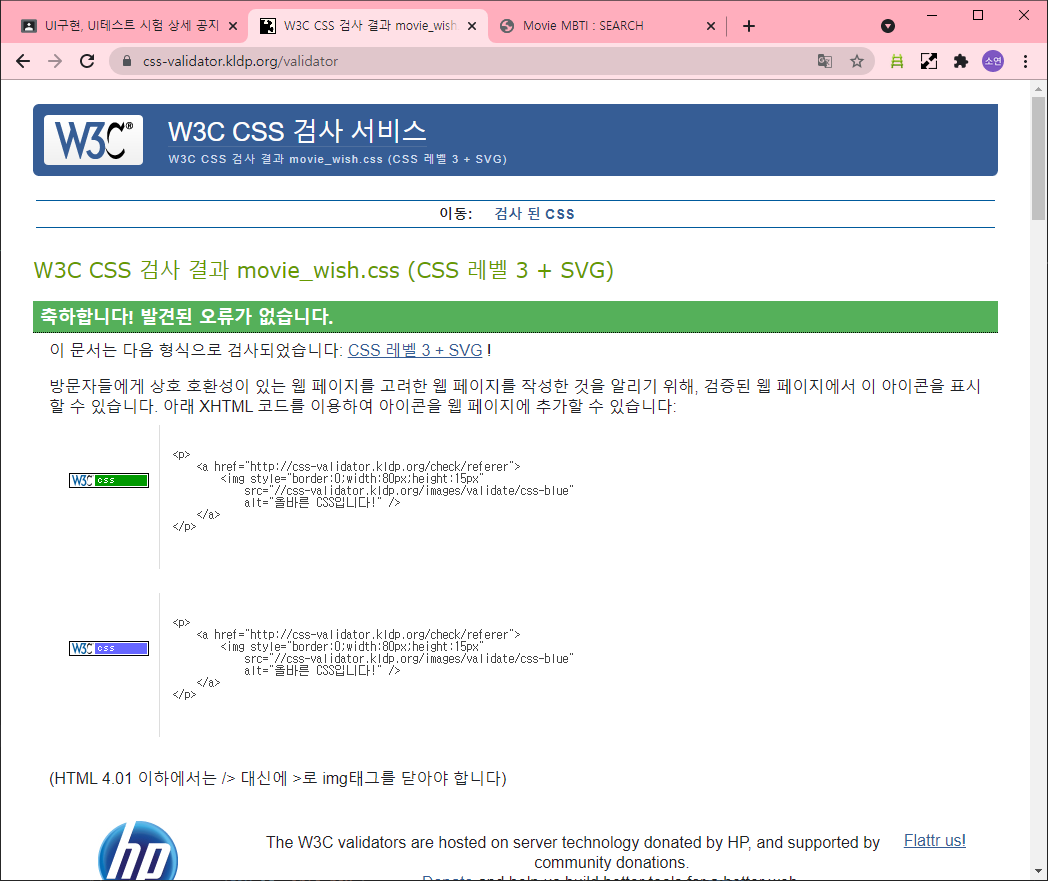 UI구현, UI테스트 시험 상세 공지
W3C CSS 검사 결과 movie_wish
Movie MBTI : SEARCH
css-validator.kldp.org/validator
소연
W3C®
W3C CSS 검사 서비스
W3C CSS 검사 결과 movie_wish.css (CSS 레벨 3 + SVG)
이동: 검사 된 CSS
W3C CSS 검사 결과 movie_wish.css (CSS 레벨 3 + SVG)
축하합니다! 발견된 오류가 없습니다.
이 문서는 다음 형식으로 검사되었습니다: CSS 레벨 3 + SVG !
방문자들에게 상호 호환성이 있는 웹 페이지를 고려한 웹 페이지를 작성한 것을 알리기 위해, 검증된 웹 페이지에서 이 아이콘을 표시
할 수 있습니다. 아래 XHTML 코드를 이용하여 아이콘을 웹 페이지에 추가할 수 있습니다:
W3C css
<p>
<a href="http://css-validator.kldp.org/check/referer">
<img style="border:0;width:80px;height:15px"
src="//css-validator.kldp.org/images/validate/css-blue"
alt="올바른 CSS입니다!" />
</a>
</p>
W3C css
<p>
<a href="http://css-validator.kldp.org/check/referer">
<img style="border:0;width:80px;height:15px"
src="//css-validator.kldp.org/images/validate/css-blue"
alt="올바른 CSS입니다!" />
</a>
</p>
(HTML 4.01 이하에서는 /> 대신에 >로 img태그를 닫아야 합니다)
hp
The W3C validators are hosted on server technology donated by HP, and supported by
community donations.
Flattr us!
Donate and help us build better tools for a better web.